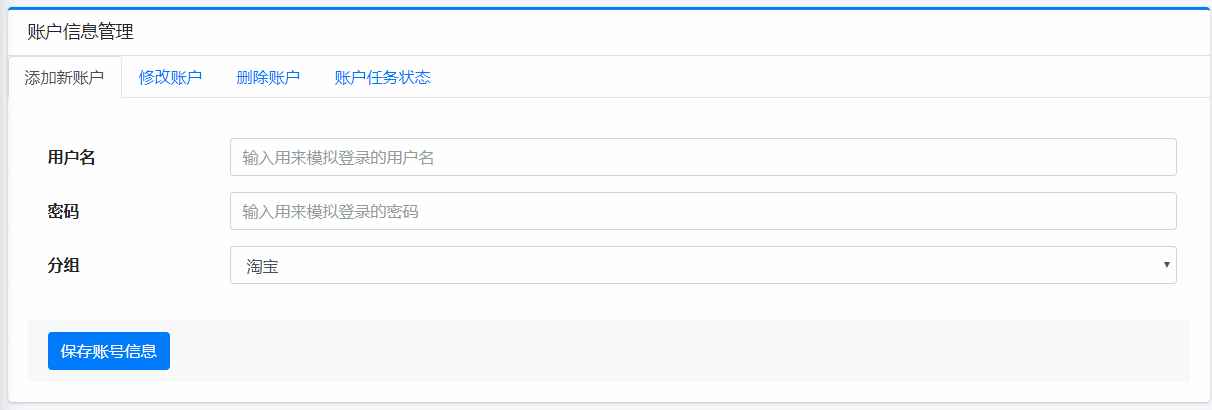 账户信息管理
添加新账户 修改账户 删除账户 账户任务状态
用户名 输入用来模拟登录的用户名
密码 输入用来模拟登录的密码
分组 淘宝
保存账号信息